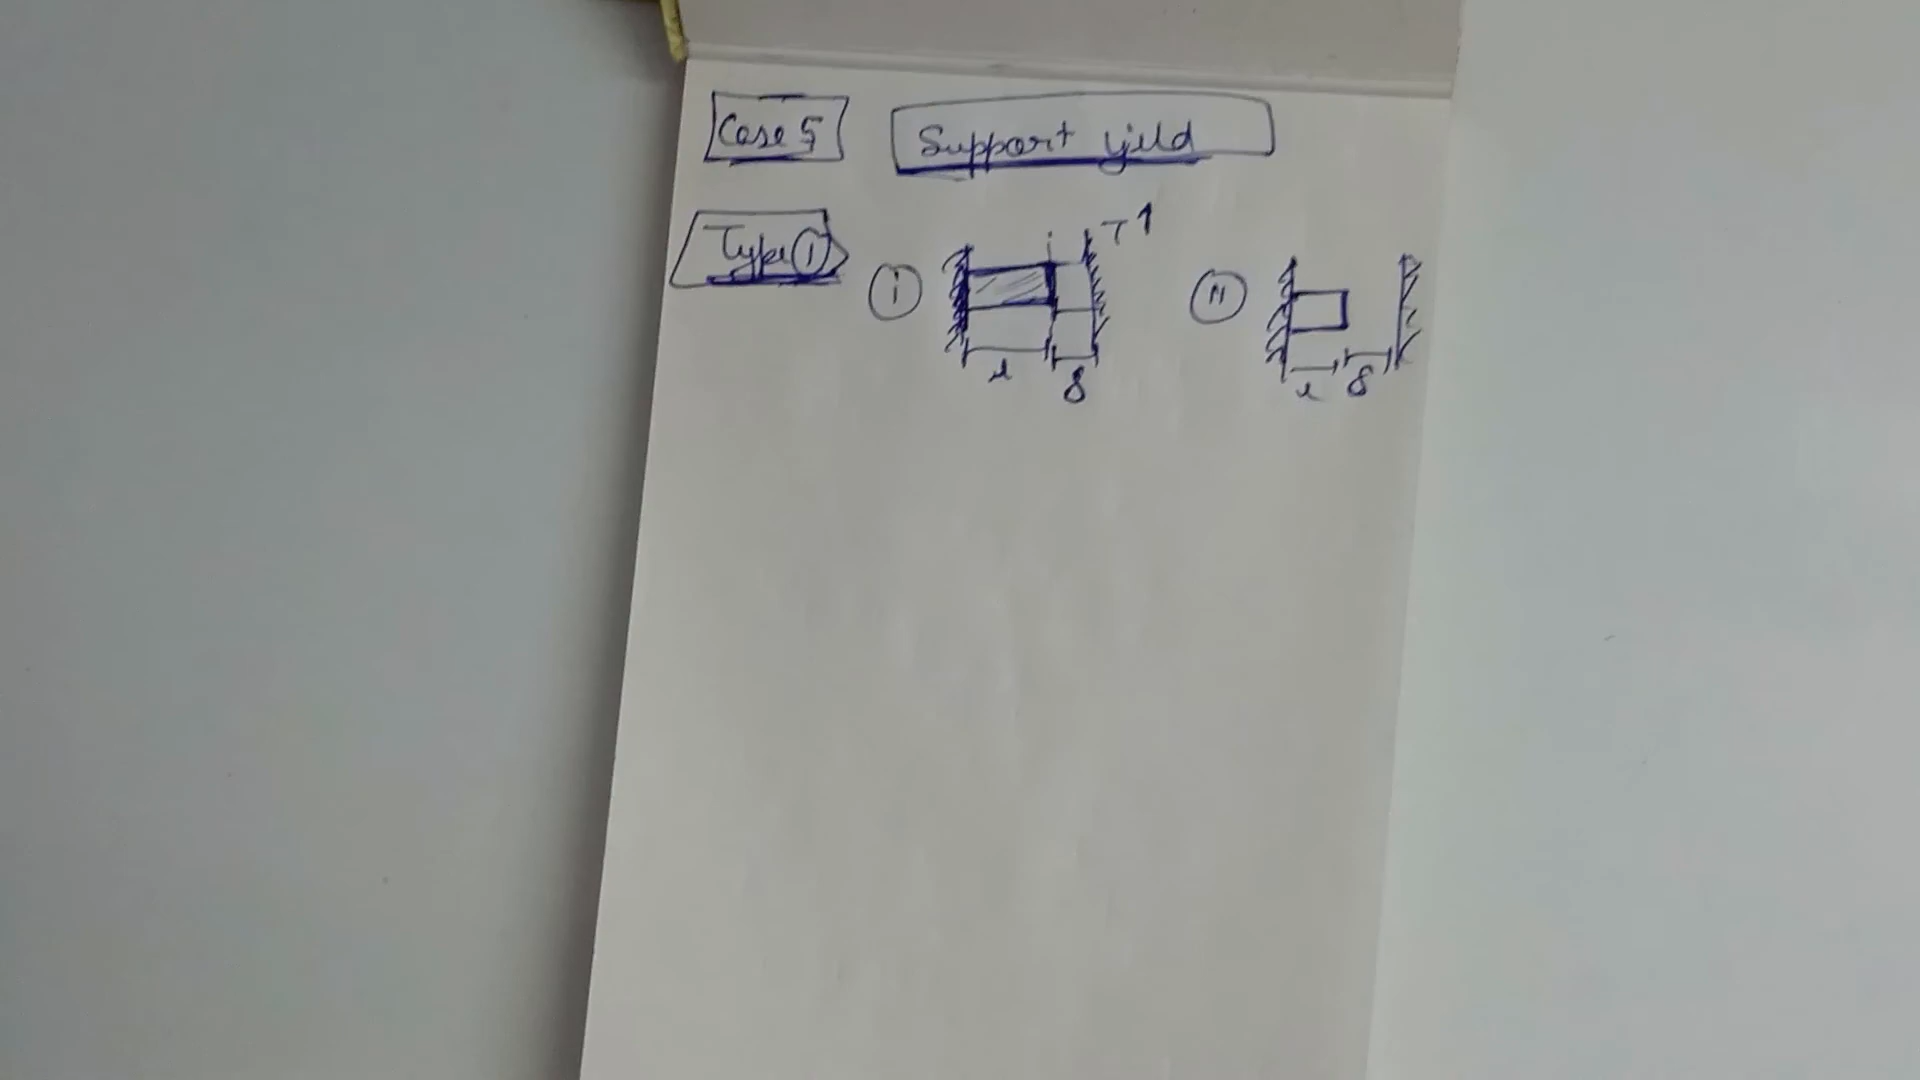 Case 5 Support yild
Type 1 i T↑ ii
l δ l δ